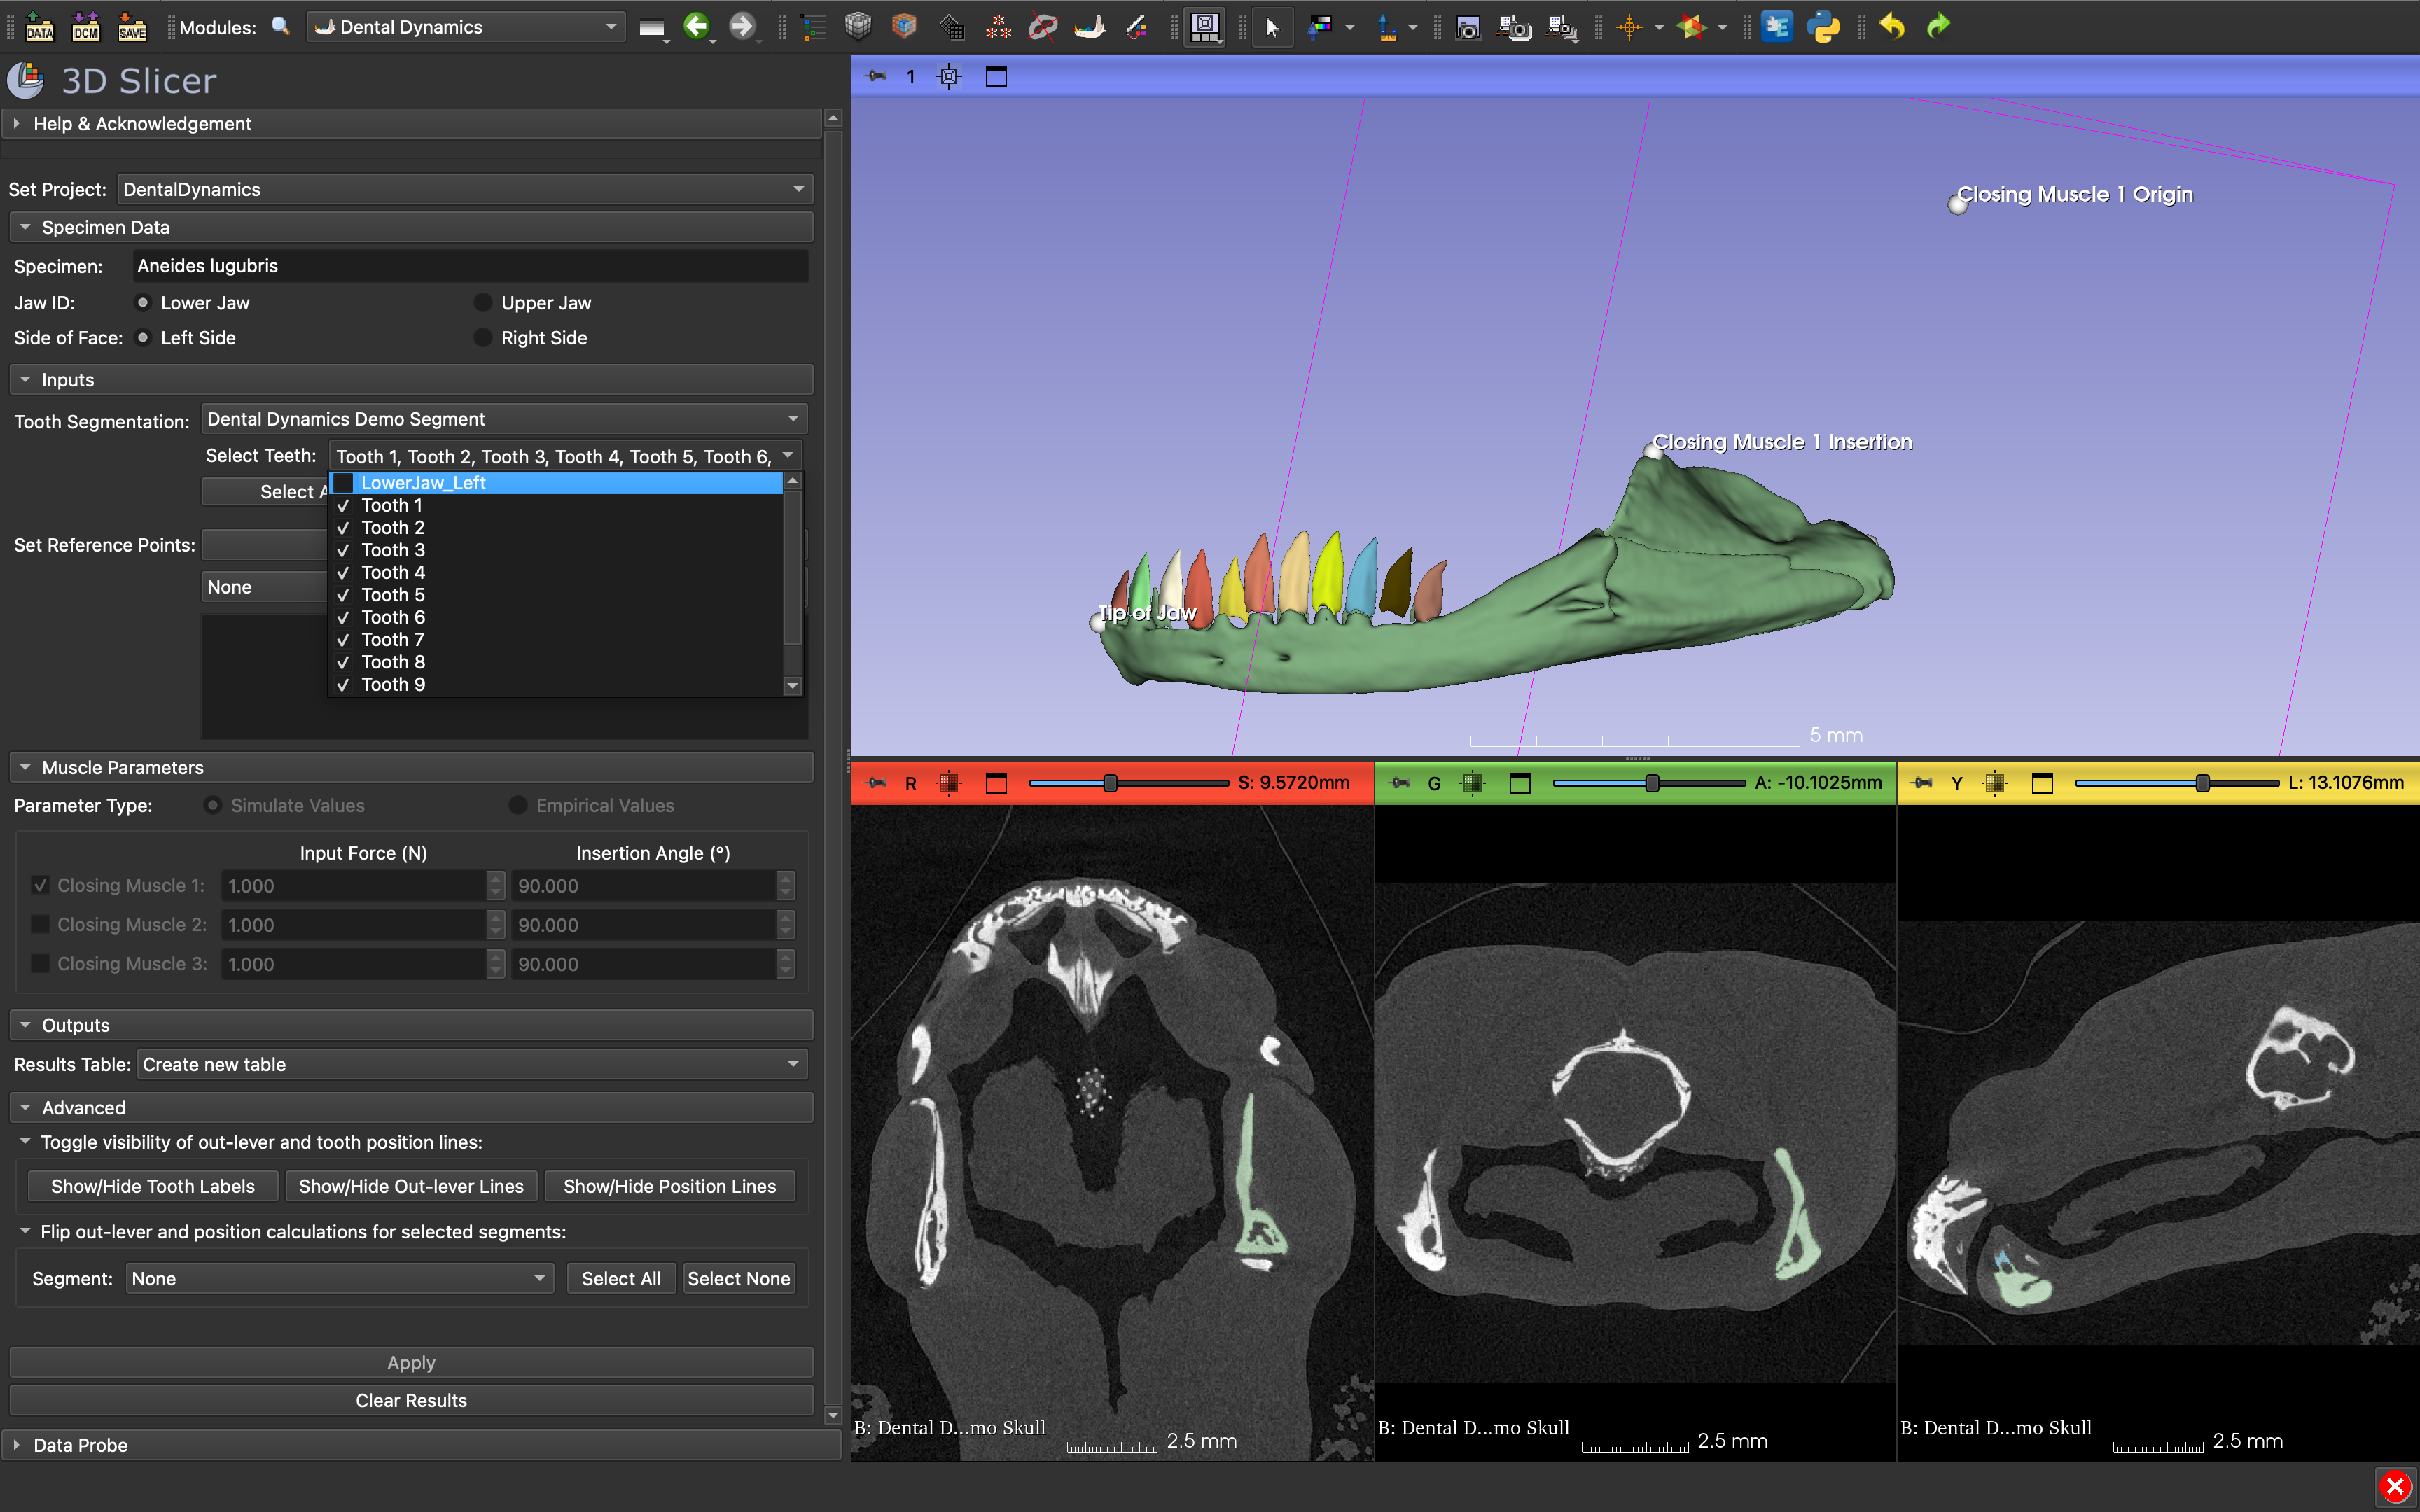 DATA
DCM
SAVE
Modules:
Dental Dynamics
3D Slicer
Help & Acknowledgement
Set Project:
DentalDynamics
Specimen Data
Specimen:
Aneides lugubris
Jaw ID:
Lower Jaw
Upper Jaw
Side of Face:
Left Side
Right Side
Inputs
Tooth Segmentation:
Dental Dynamics Demo Segment
Select Teeth:
Tooth 1, Tooth 2, Tooth 3, Tooth 4, Tooth 5, Tooth 6,
Select A
LowerJaw_Left
Tooth 1
Tooth 2
Tooth 3
Tooth 4
Tooth 5
Tooth 6
Tooth 7
Tooth 8
Tooth 9
Set Reference Points:
None
Muscle Parameters
Parameter Type:
Simulate Values
Empirical Values
Input Force (N)
Insertion Angle (°)
Closing Muscle 1:
1.000
90.000
Closing Muscle 2:
1.000
90.000
Closing Muscle 3:
1.000
90.000
Outputs
Results Table:
Create new table
Advanced
Toggle visibility of out-lever and tooth position lines:
Show/Hide Tooth Labels
Show/Hide Out-lever Lines
Show/Hide Position Lines
Flip out-lever and position calculations for selected segments:
Segment:
None
Select All
Select None
Apply
Clear Results
Data Probe
1
Closing Muscle 1 Origin
Closing Muscle 1 Insertion
Tip of Jaw
5 mm
R
S: 9.5720mm
G
A: -10.1025mm
Y
L: 13.1076mm
B: Dental D...mo Skull
2.5 mm
B: Dental D...mo Skull
2.5 mm
B: Dental D...mo Skull
2.5 mm